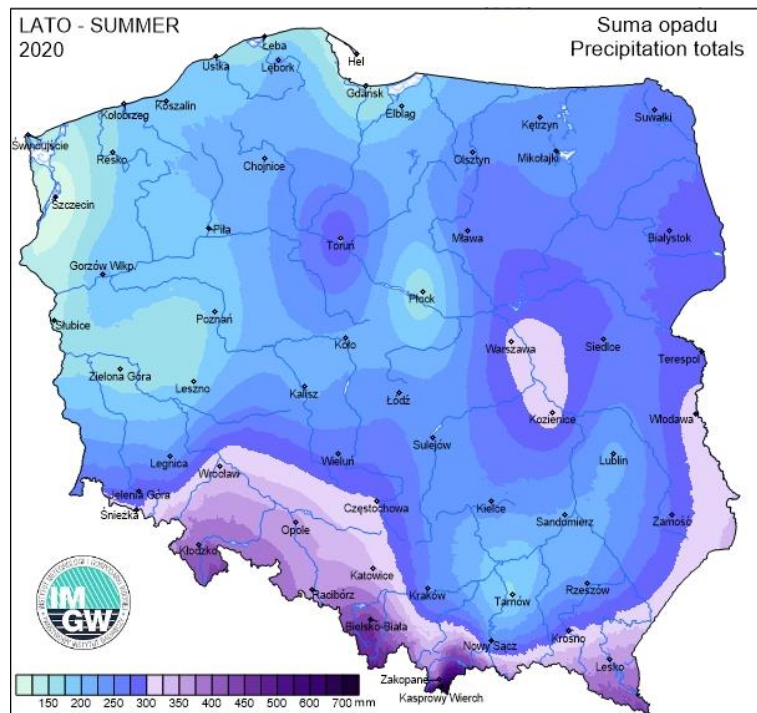 LATO - SUMMER
2020
Suma opadu
Precipitation totals
Łeba
Hel
Ustka
Lębork
Gdańsk
Koszalin
Kołobrzeg
Elbląg
Kętrzyn
Suwałki
Świnoujście
Resko
Chojnice
Olsztyn
Mikołajki
Szczecin
Piła
Toruń
Mława
Białystok
Gorzów Wlkp.
Płock
Słubice
Poznań
Koło
Warszawa
Siedlce
Terespol
Zielona Góra
Leszno
Kalisz
Łódź
Kozienice
Włodawa
Sulejów
Legnica
Wrocław
Wieluń
Lublin
Jelenia Góra
Śnieżka
Częstochowa
Kielce
Sandomierz
Zamość
Opole
Kłodzko
Katowice
Racibórz
Kraków
Tarnów
Rzeszów
Bielsko-Biała
Nowy Sącz
Krosno
Lesko
Zakopane
Kasprowy Wierch
IM
GW
150 200 250 300 350 400 450 500 600 700 mm